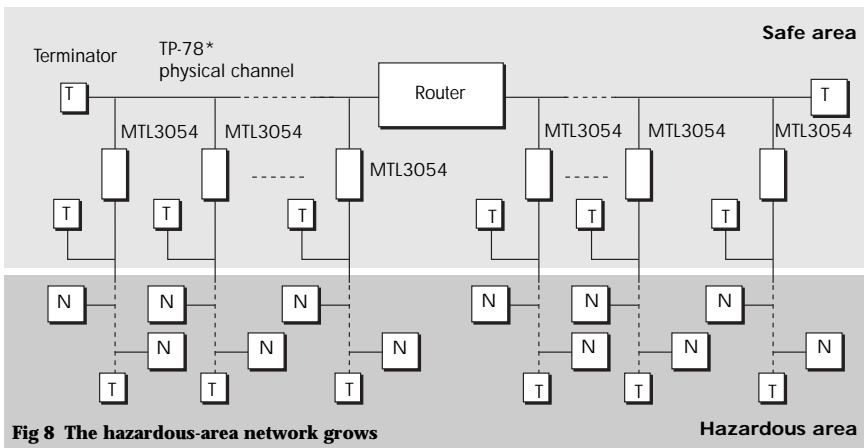 Safe area
Terminator
TP-78*
physical channel
T
Router
T
MTL3054
MTL3054
MTL3054
MTL3054
MTL3054
MTL3054
T
T
T
T
T
T
N
N
N
N
N
N
N
N
N
N
N
N
T
T
T
T
T
T
Fig 8 The hazardous-area network grows
Hazardous area